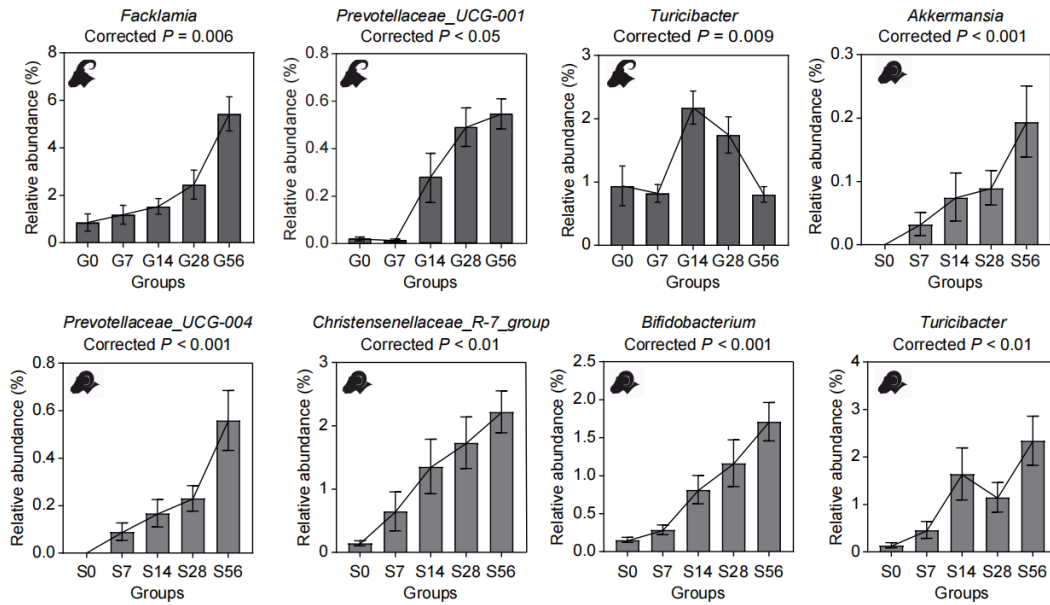 Facklamia
Corrected P = 0.006
Relative abundance (%)
8
6
4
2
0
G0 G7 G14 G28 G56
Groups
Prevotellaceae_UCG-001
Corrected P < 0.05
Relative abundance (%)
0.8
0.6
0.4
0.2
0.0
G0 G7 G14 G28 G56
Groups
Turicibacter
Corrected P = 0.009
Relative abundance (%)
3
2
1
0
G0 G7 G14 G28 G56
Groups
Akkermansia
Corrected P < 0.001
Relative abundance (%)
0.3
0.2
0.1
0.0
S0 S7 S14 S28 S56
Groups
Prevotellaceae_UCG-004
Corrected P < 0.001
Relative abundance (%)
0.8
0.6
0.4
0.2
0.0
S0 S7 S14 S28 S56
Groups
Christensenellaceae_R-7_group
Corrected P < 0.01
Relative abundance (%)
3
2
1
0
S0 S7 S14 S28 S56
Groups
Bifidobacterium
Corrected P < 0.001
Relative abundance (%)
2.5
2.0
1.5
1.0
0.5
0.0
S0 S7 S14 S28 S56
Groups
Turicibacter
Corrected P < 0.01
Relative abundance (%)
4
3
2
1
0
S0 S7 S14 S28 S56
Groups